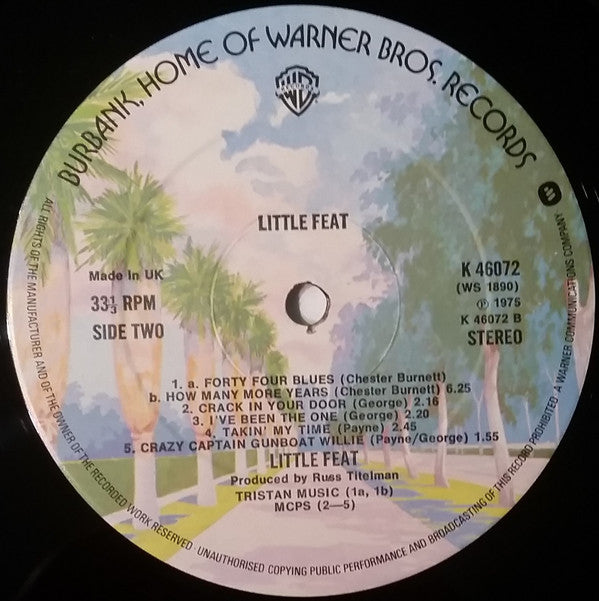 BURBANK, HOME OF WARNER BROS. RECORDS
LITTLE FEAT
Made in UK
33⅓ RPM
SIDE TWO
K 46072
(WS 1890)
Ⓟ 1975
K 46072 B
STEREO
1. a. FORTY FOUR BLUES (Chester Burnett)
b. HOW MANY MORE YEARS (Chester Burnett) 6.25
2. CRACK IN YOUR DOOR (George) 2.16
3. I'VE BEEN THE ONE (George) 2.20
4. TAKIN' MY TIME (Payne) 2.45
5. CRAZY CAPTAIN GUNBOAT WILLIE (Payne/George) 1.55
LITTLE FEAT
Produced by Russ Titelman
TRISTAN MUSIC (1a, 1b)
MCPS (2—5)
ALL RIGHTS OF THE MANUFACTURER AND OF THE OWNER OF THE RECORDED WORK RESERVED · UNAUTHORISED COPYING PUBLIC PERFORMANCE AND BROADCASTING OF THIS RECORD PROHIBITED · A WARNER COMMUNICATIONS COMPANY